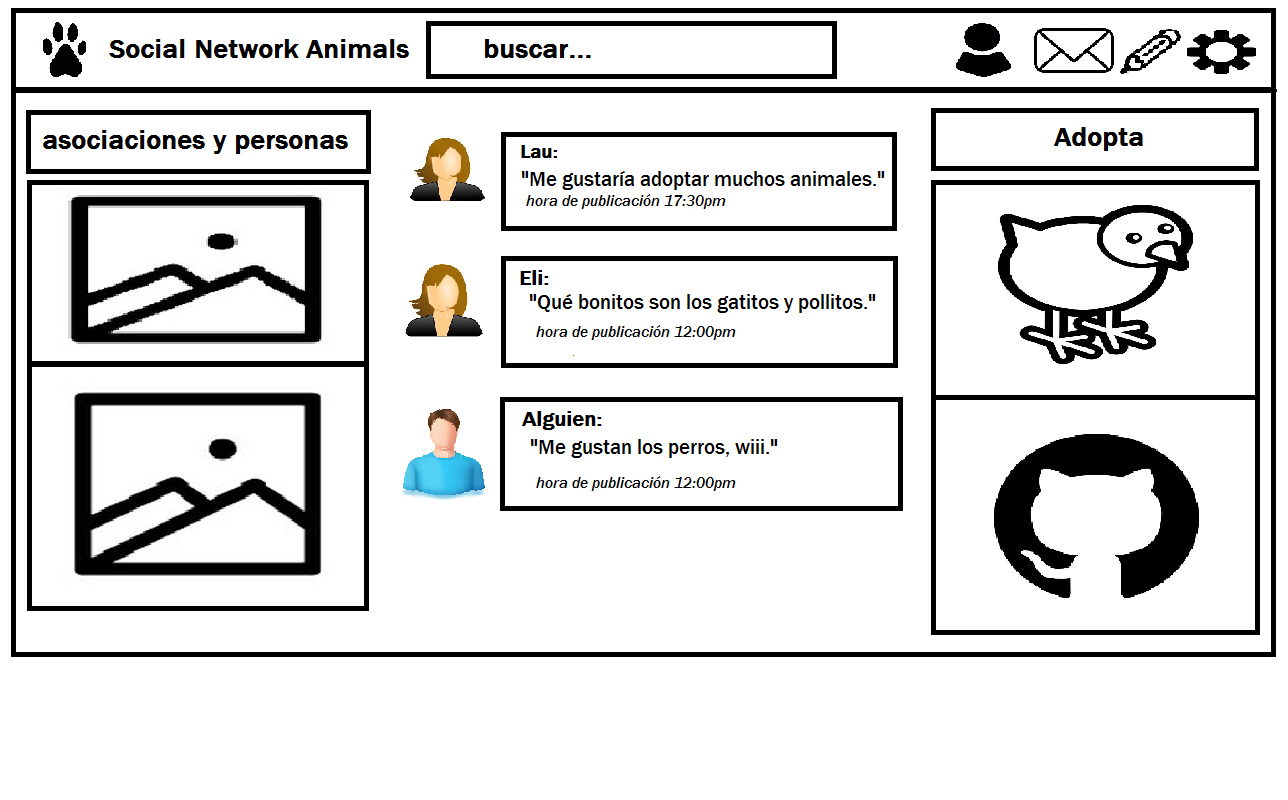 Social Network Animals
buscar...
asociaciones y personas
Lau:
"Me gustaría adoptar muchos animales."
hora de publicación 17:30pm
Eli:
"Qué bonitos son los gatitos y pollitos."
hora de publicación 12:00pm
Alguien:
"Me gustan los perros, wiii."
hora de publicación 12:00pm
Adopta